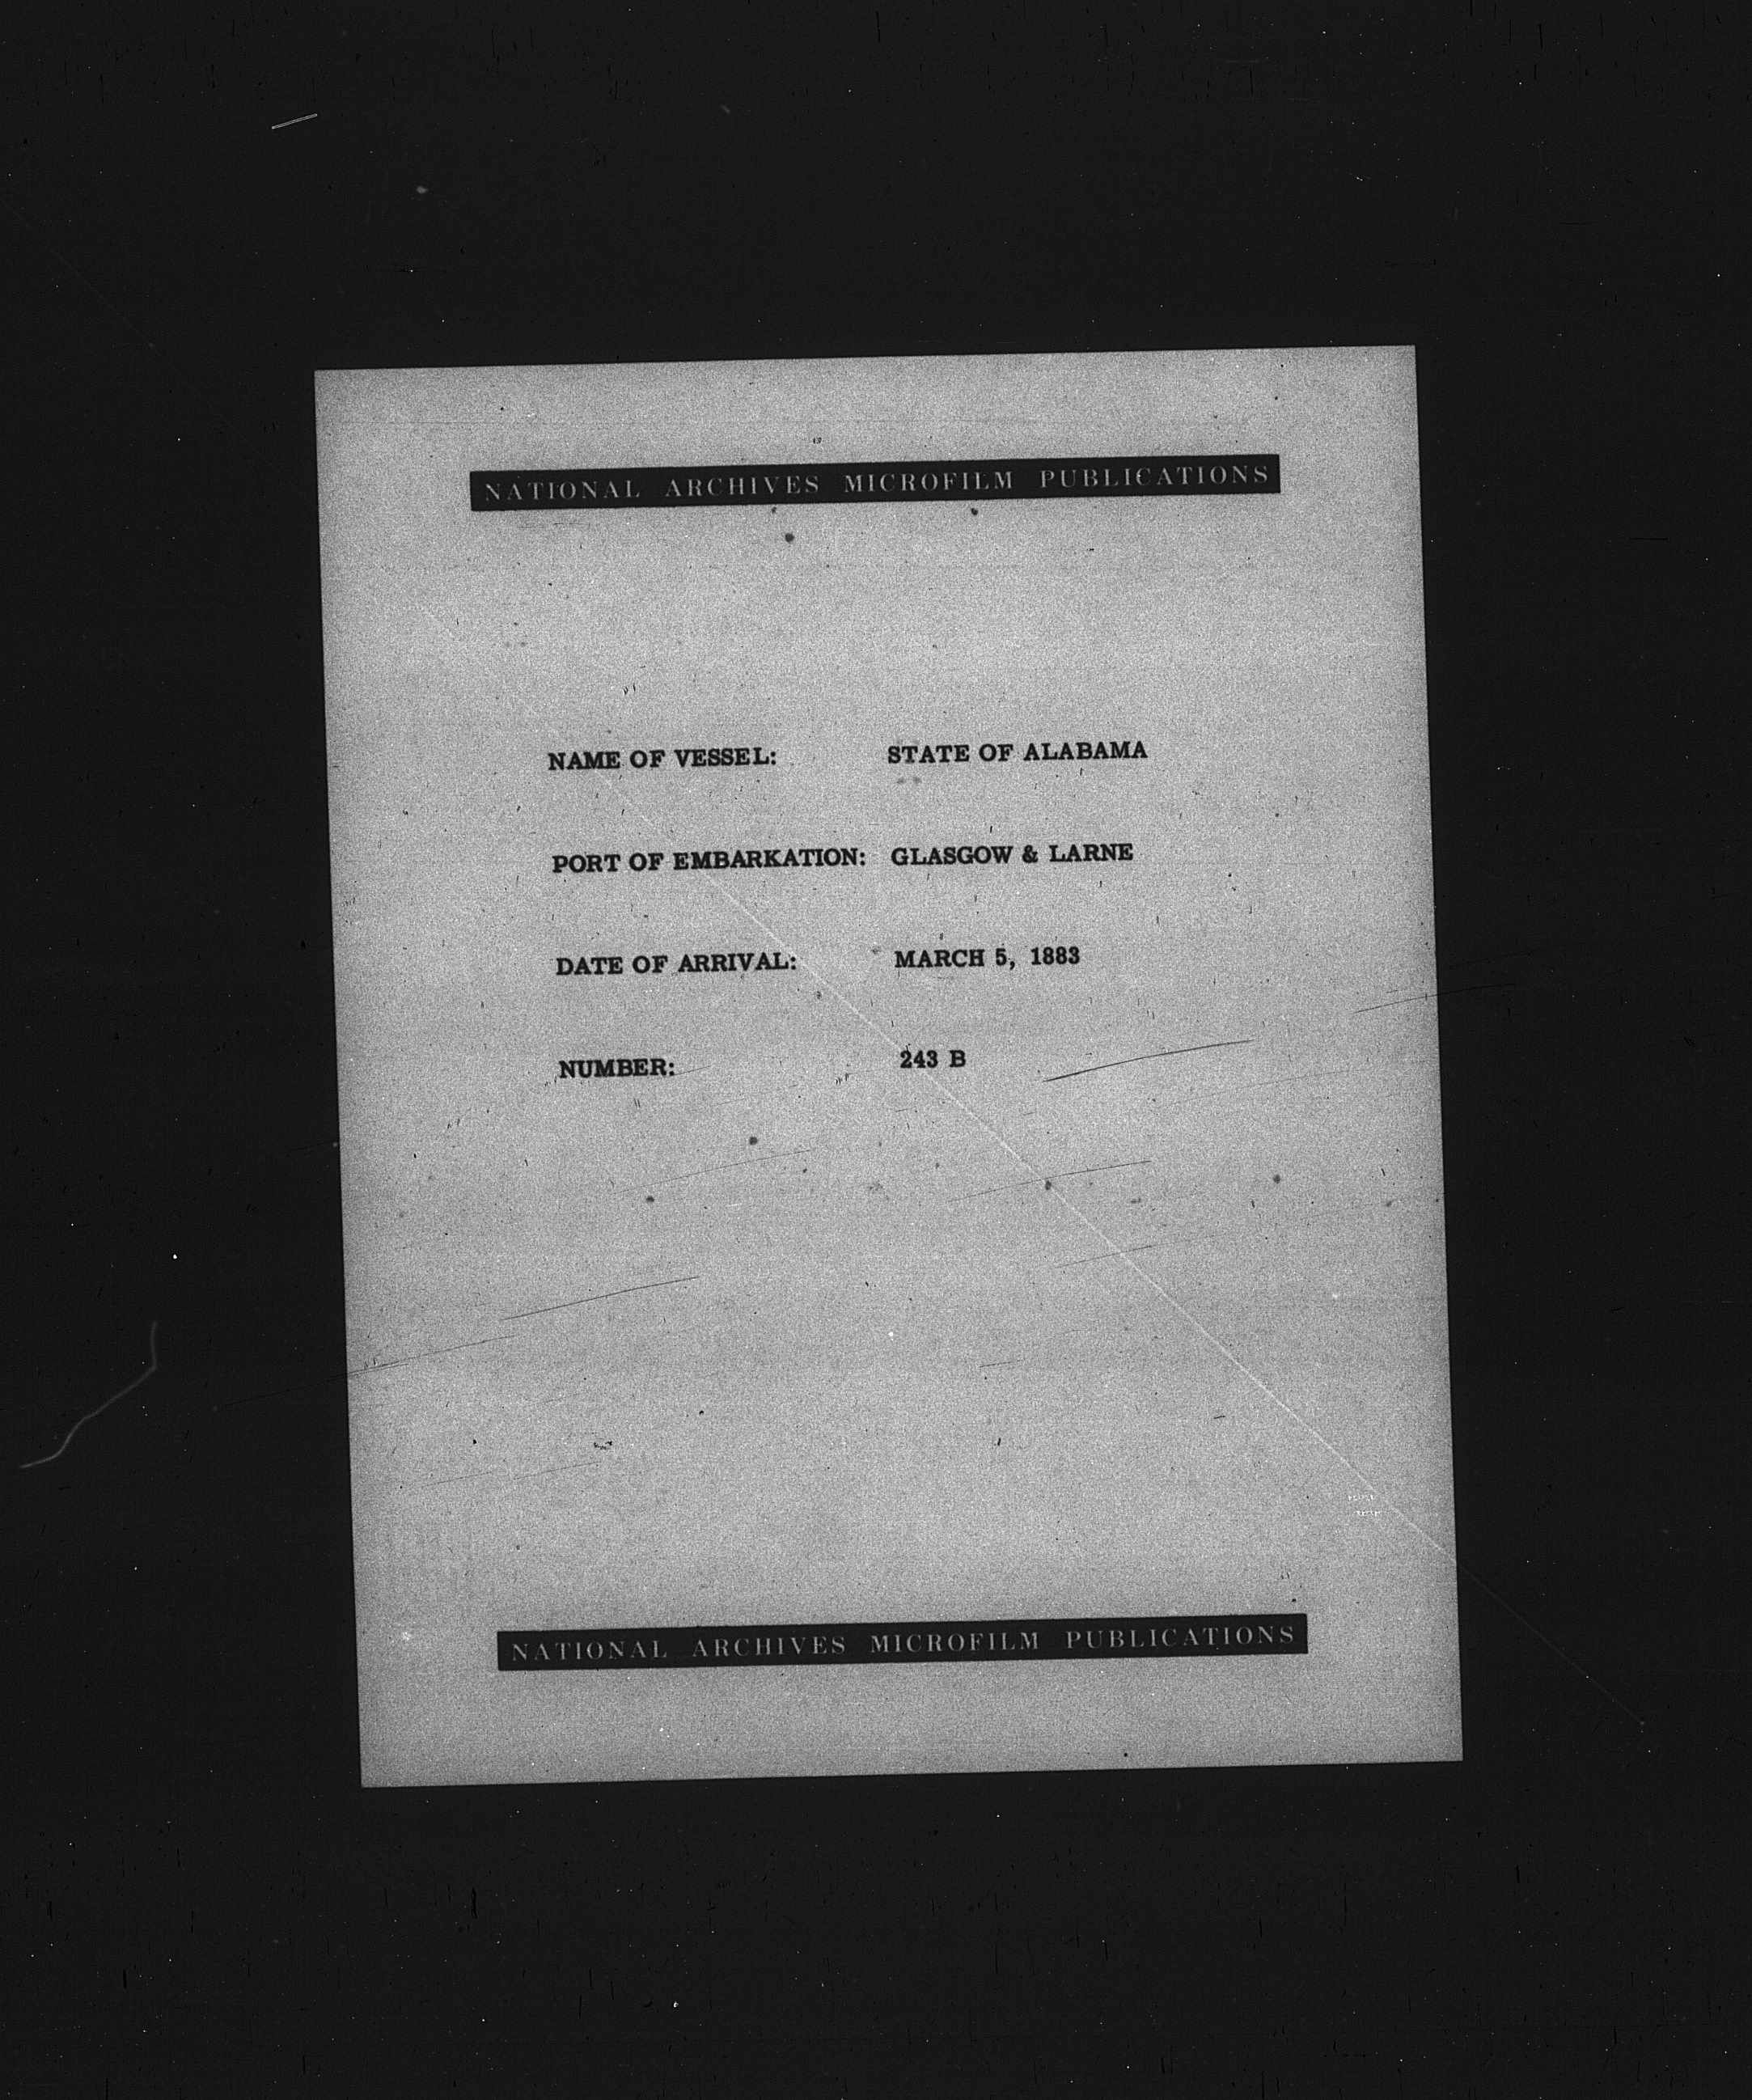 NATIONAL ARCHIVES MICROFILM PUBLICATIONS
NAME OF VESSEL: STATE OF ALABAMA
PORT OF EMBARKATION: GLASGOW & LARNE
DATE OF ARRIVAL: MARCH 5, 1883
NUMBER: 243 B
NATIONAL ARCHIVES MICROFILM PUBLICATIONS